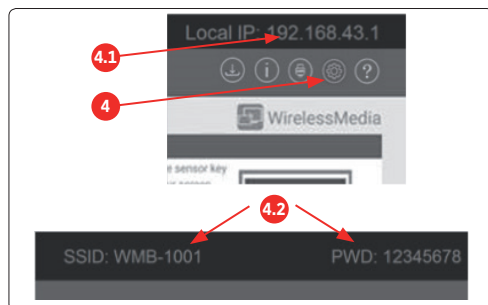 Local IP: 192.168.43.1
4.1
4
WirelessMedia
e sensor key
4.2
SSID: WMB-1001
PWD: 12345678